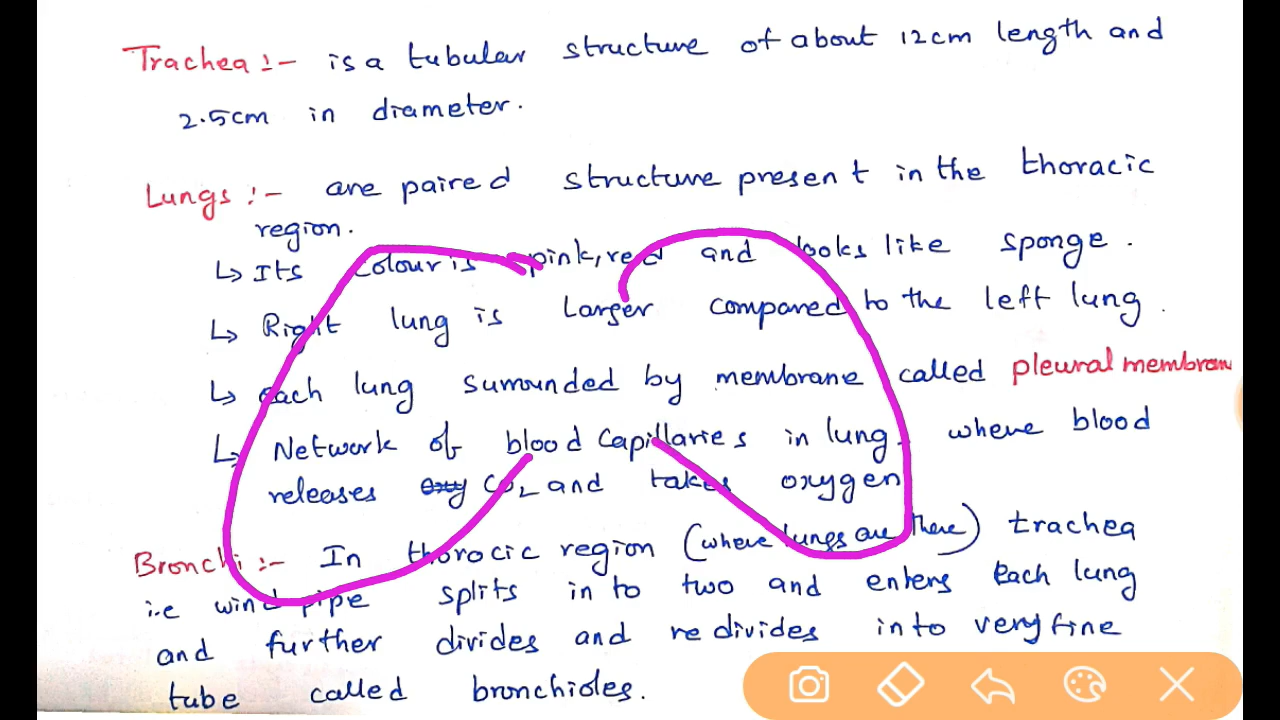 Trachea :- is a tubular structure of about 12cm length and
2.5cm in diameter.
Lungs :- are paired structure present in the thoracic
region.
↳ Its colour is pink, red and looks like sponge.
↳ Right lung is Larger compared to the left lung.
↳ each lung surrounded by membrane called pleural membran
↳ Network of blood Capillaries in lung, where blood
releases oxy CO2 and takes oxygen
Bronchi :- In thoracic region (where lungs are there) trachea
i.e wind pipe splits in to two and enters Each lung
and further divides and redivides into very fine
tube called bronchioles.